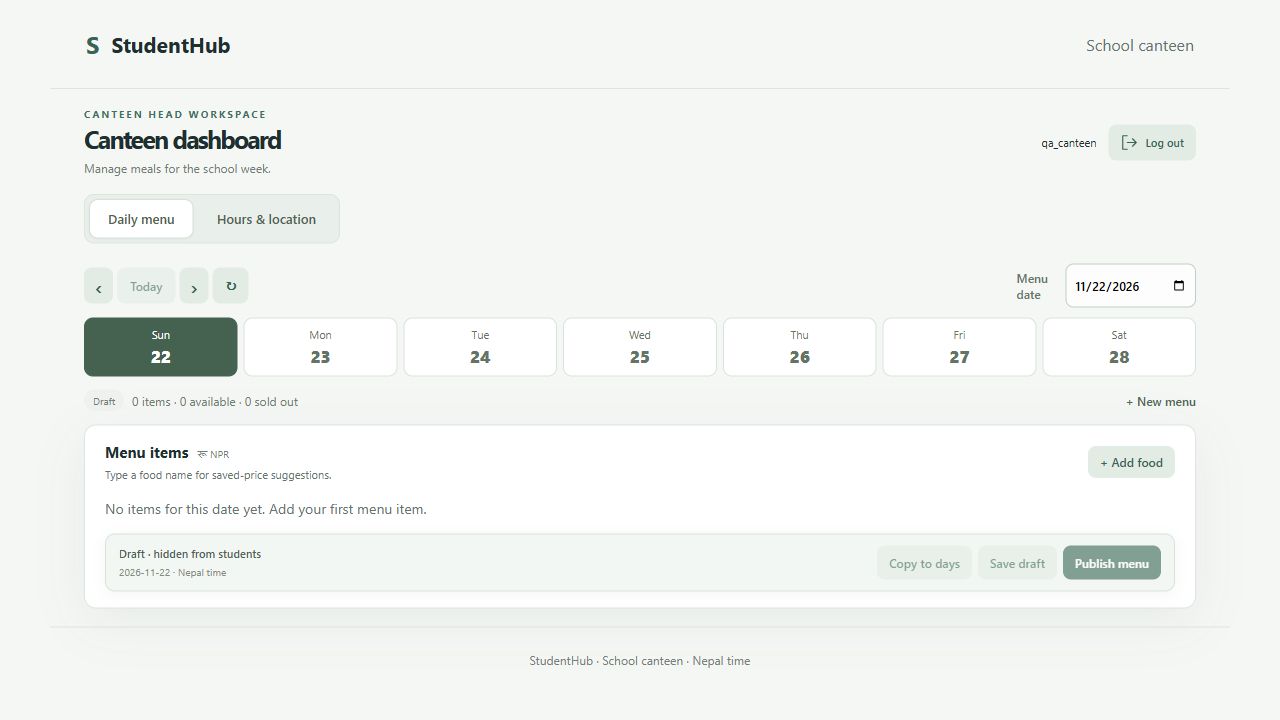 S StudentHub
School canteen
CANTEEN HEAD WORKSPACE
Canteen dashboard
Manage meals for the school week.
qa_canteen
Log out
Daily menu
Hours & location
‹ Today › ↻
Menu
date
11/22/2026
Sun
22
Mon
23
Tue
24
Wed
25
Thu
26
Fri
27
Sat
28
Draft
0 items · 0 available · 0 sold out
+ New menu
Menu items
रू NPR
Type a food name for saved-price suggestions.
+ Add food
No items for this date yet. Add your first menu item.
Draft · hidden from students
2026-11-22 · Nepal time
Copy to days
Save draft
Publish menu
StudentHub · School canteen · Nepal time